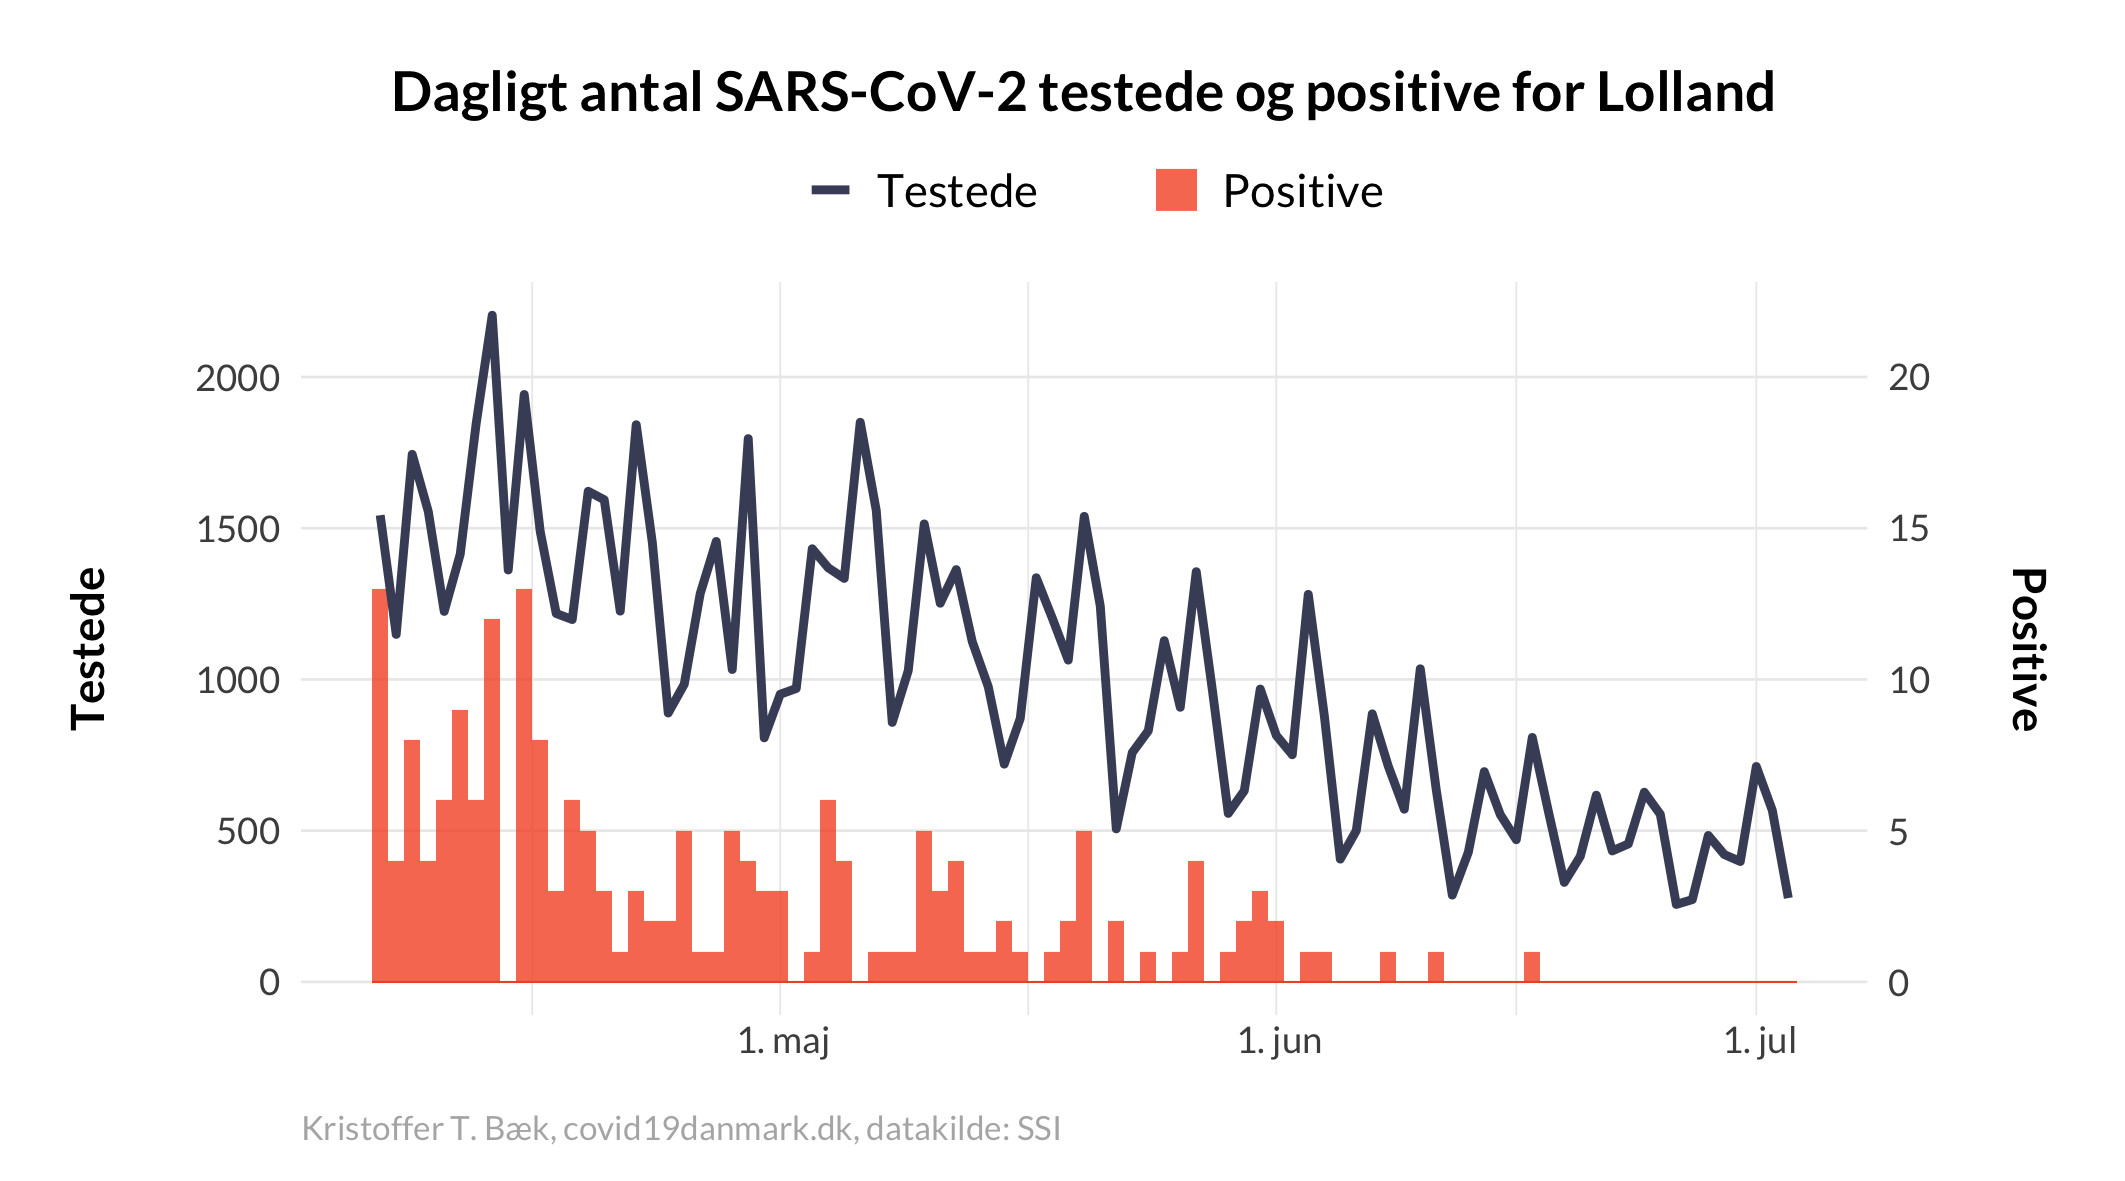 Dagligt antal SARS-CoV-2 testede og positive for Lolland
Testede
Positive
2000
1500
1000
500
0
20
15
10
5
0
Testede
Positive
1. maj
1. jun
1. jul
Kristoffer T. Bæk, covid19danmark.dk, datakilde: SSI